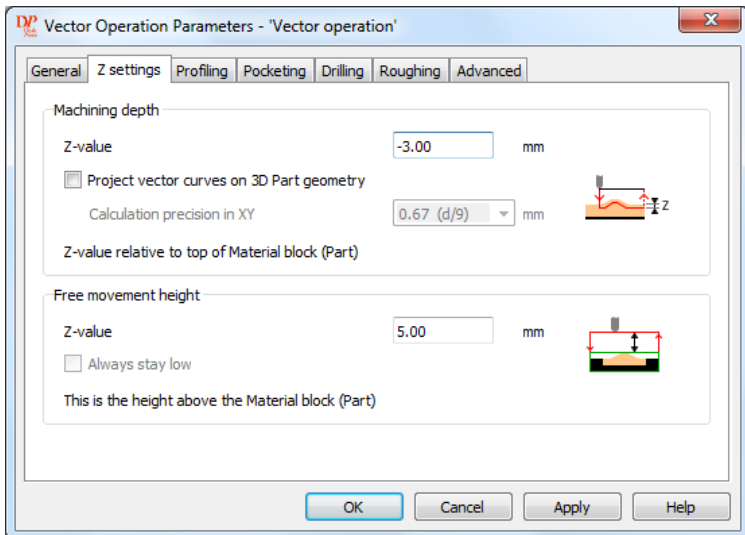 DP
Vector Operation Parameters - 'Vector operation'
X
General Z settings Profiling Pocketing Drilling Roughing Advanced
Machining depth
Z-value -3.00 mm
Project vector curves on 3D Part geometry
Calculation precision in XY 0.67 (d/9) mm
Z
Z-value relative to top of Material block (Part)
Free movement height
Z-value 5.00 mm
Always stay low
This is the height above the Material block (Part)
OK Cancel Apply Help